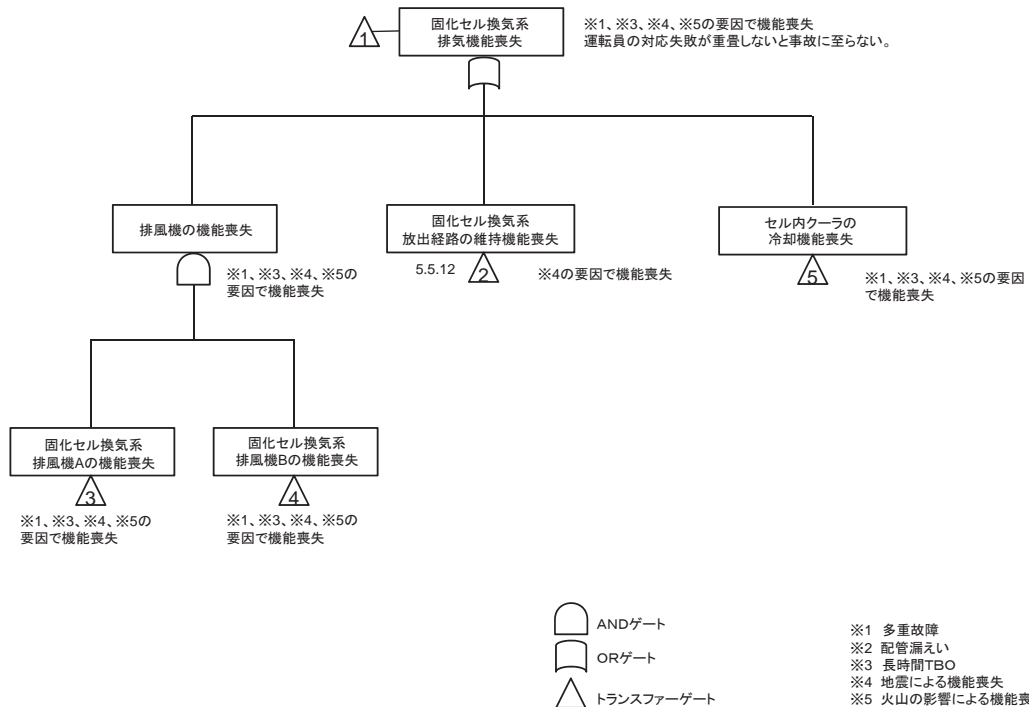 1
固化セル換気系
排気機能喪失
※1、※3、※4、※5の要因で機能喪失
運転員の対応失敗が重畳しないと事故に至らない。
排風機の機能喪失
※1、※3、※4、※5の
要因で機能喪失
固化セル換気系
放出経路の維持機能喪失
5.5.12
2
※4の要因で機能喪失
セル内クーラの
冷却機能喪失
5
※1、※3、※4、※5の要因
で機能喪失
固化セル換気系
排風機Aの機能喪失
3
※1、※3、※4、※5の
要因で機能喪失
固化セル換気系
排風機Bの機能喪失
4
※1、※3、※4、※5の
要因で機能喪失
ANDゲート
ORゲート
トランスファーゲート
※1 多重故障
※2 配管漏えい
※3 長時間TBO
※4 地震による機能喪失
※5 火山の影響による機能喪